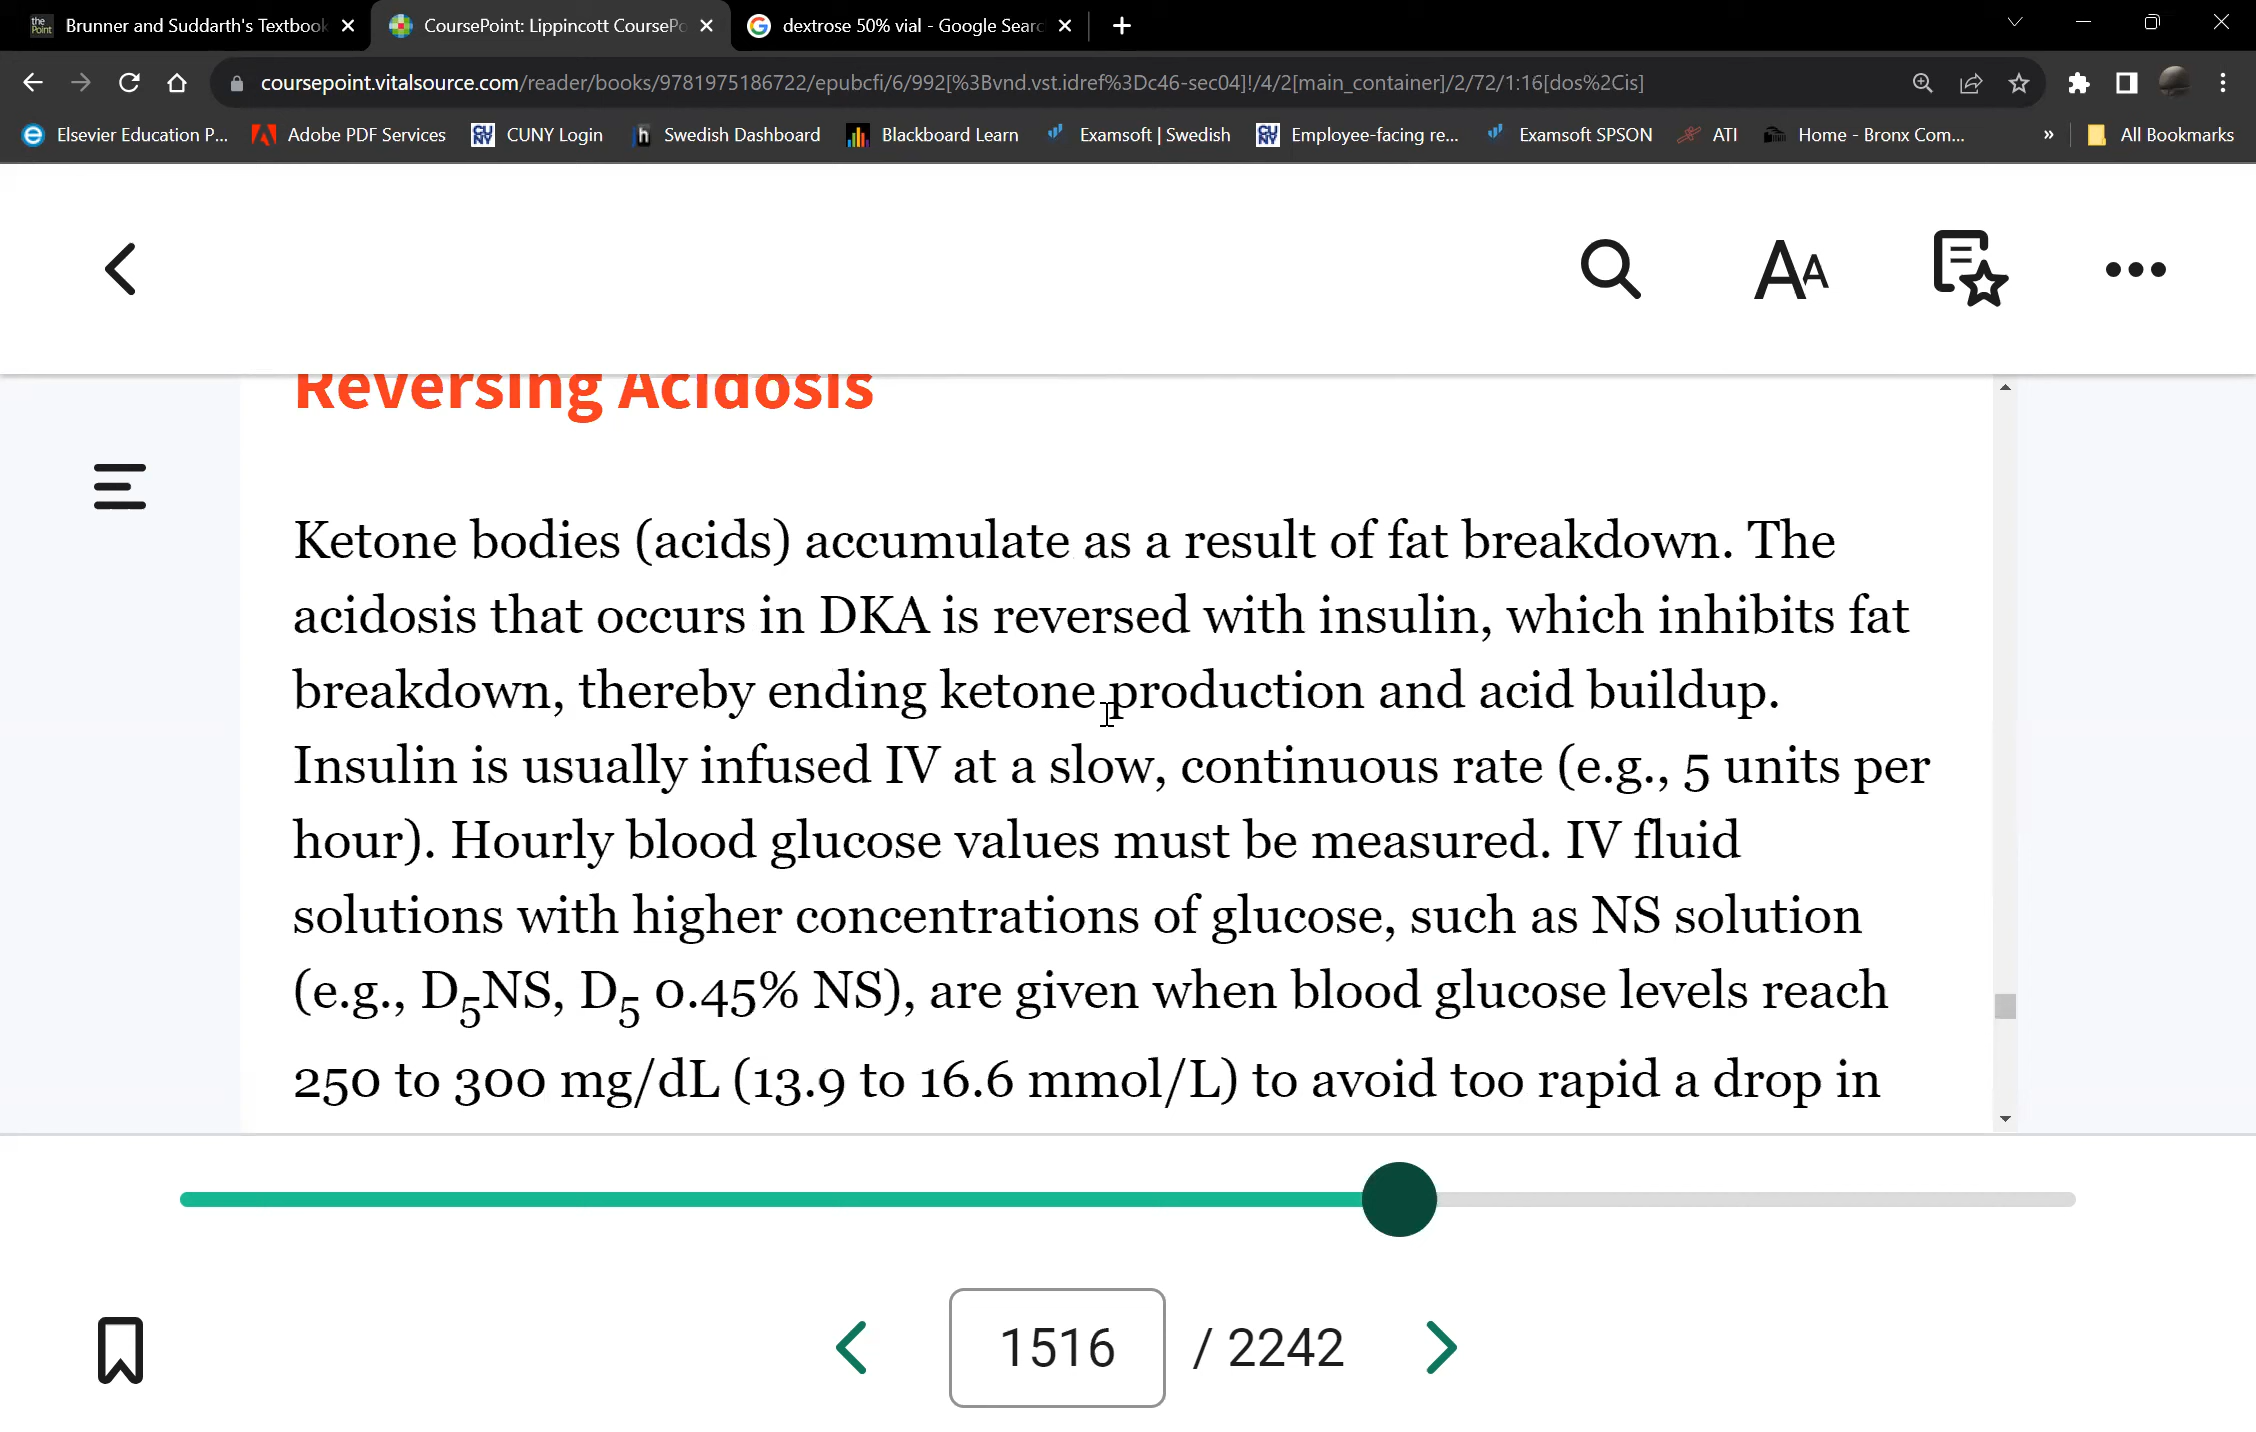 the Point
Brunner and Suddarth's Textbook
CoursePoint: Lippincott CoursePo
dextrose 50% vial - Google Searc
coursepoint.vitalsource.com/reader/books/9781975186722/epubcfi/6/992[%3Bvnd.vst.idref%3Dc46-sec04]!/4/2[main_container]/2/72/1:16[dos%2Cis]
Elsevier Education P...
Adobe PDF Services
CUNY Login
Swedish Dashboard
Blackboard Learn
Examsoft | Swedish
Employee-facing re...
Examsoft SPSON
ATI
Home - Bronx Com...
»
All Bookmarks
AA
Reversing Acidosis
Ketone bodies (acids) accumulate as a result of fat breakdown. The
acidosis that occurs in DKA is reversed with insulin, which inhibits fat
breakdown, thereby ending ketone production and acid buildup.
Insulin is usually infused IV at a slow, continuous rate (e.g., 5 units per
hour). Hourly blood glucose values must be measured. IV fluid
solutions with higher concentrations of glucose, such as NS solution
(e.g., D5NS, D5 0.45% NS), are given when blood glucose levels reach
250 to 300 mg/dL (13.9 to 16.6 mmol/L) to avoid too rapid a drop in
1516 / 2242